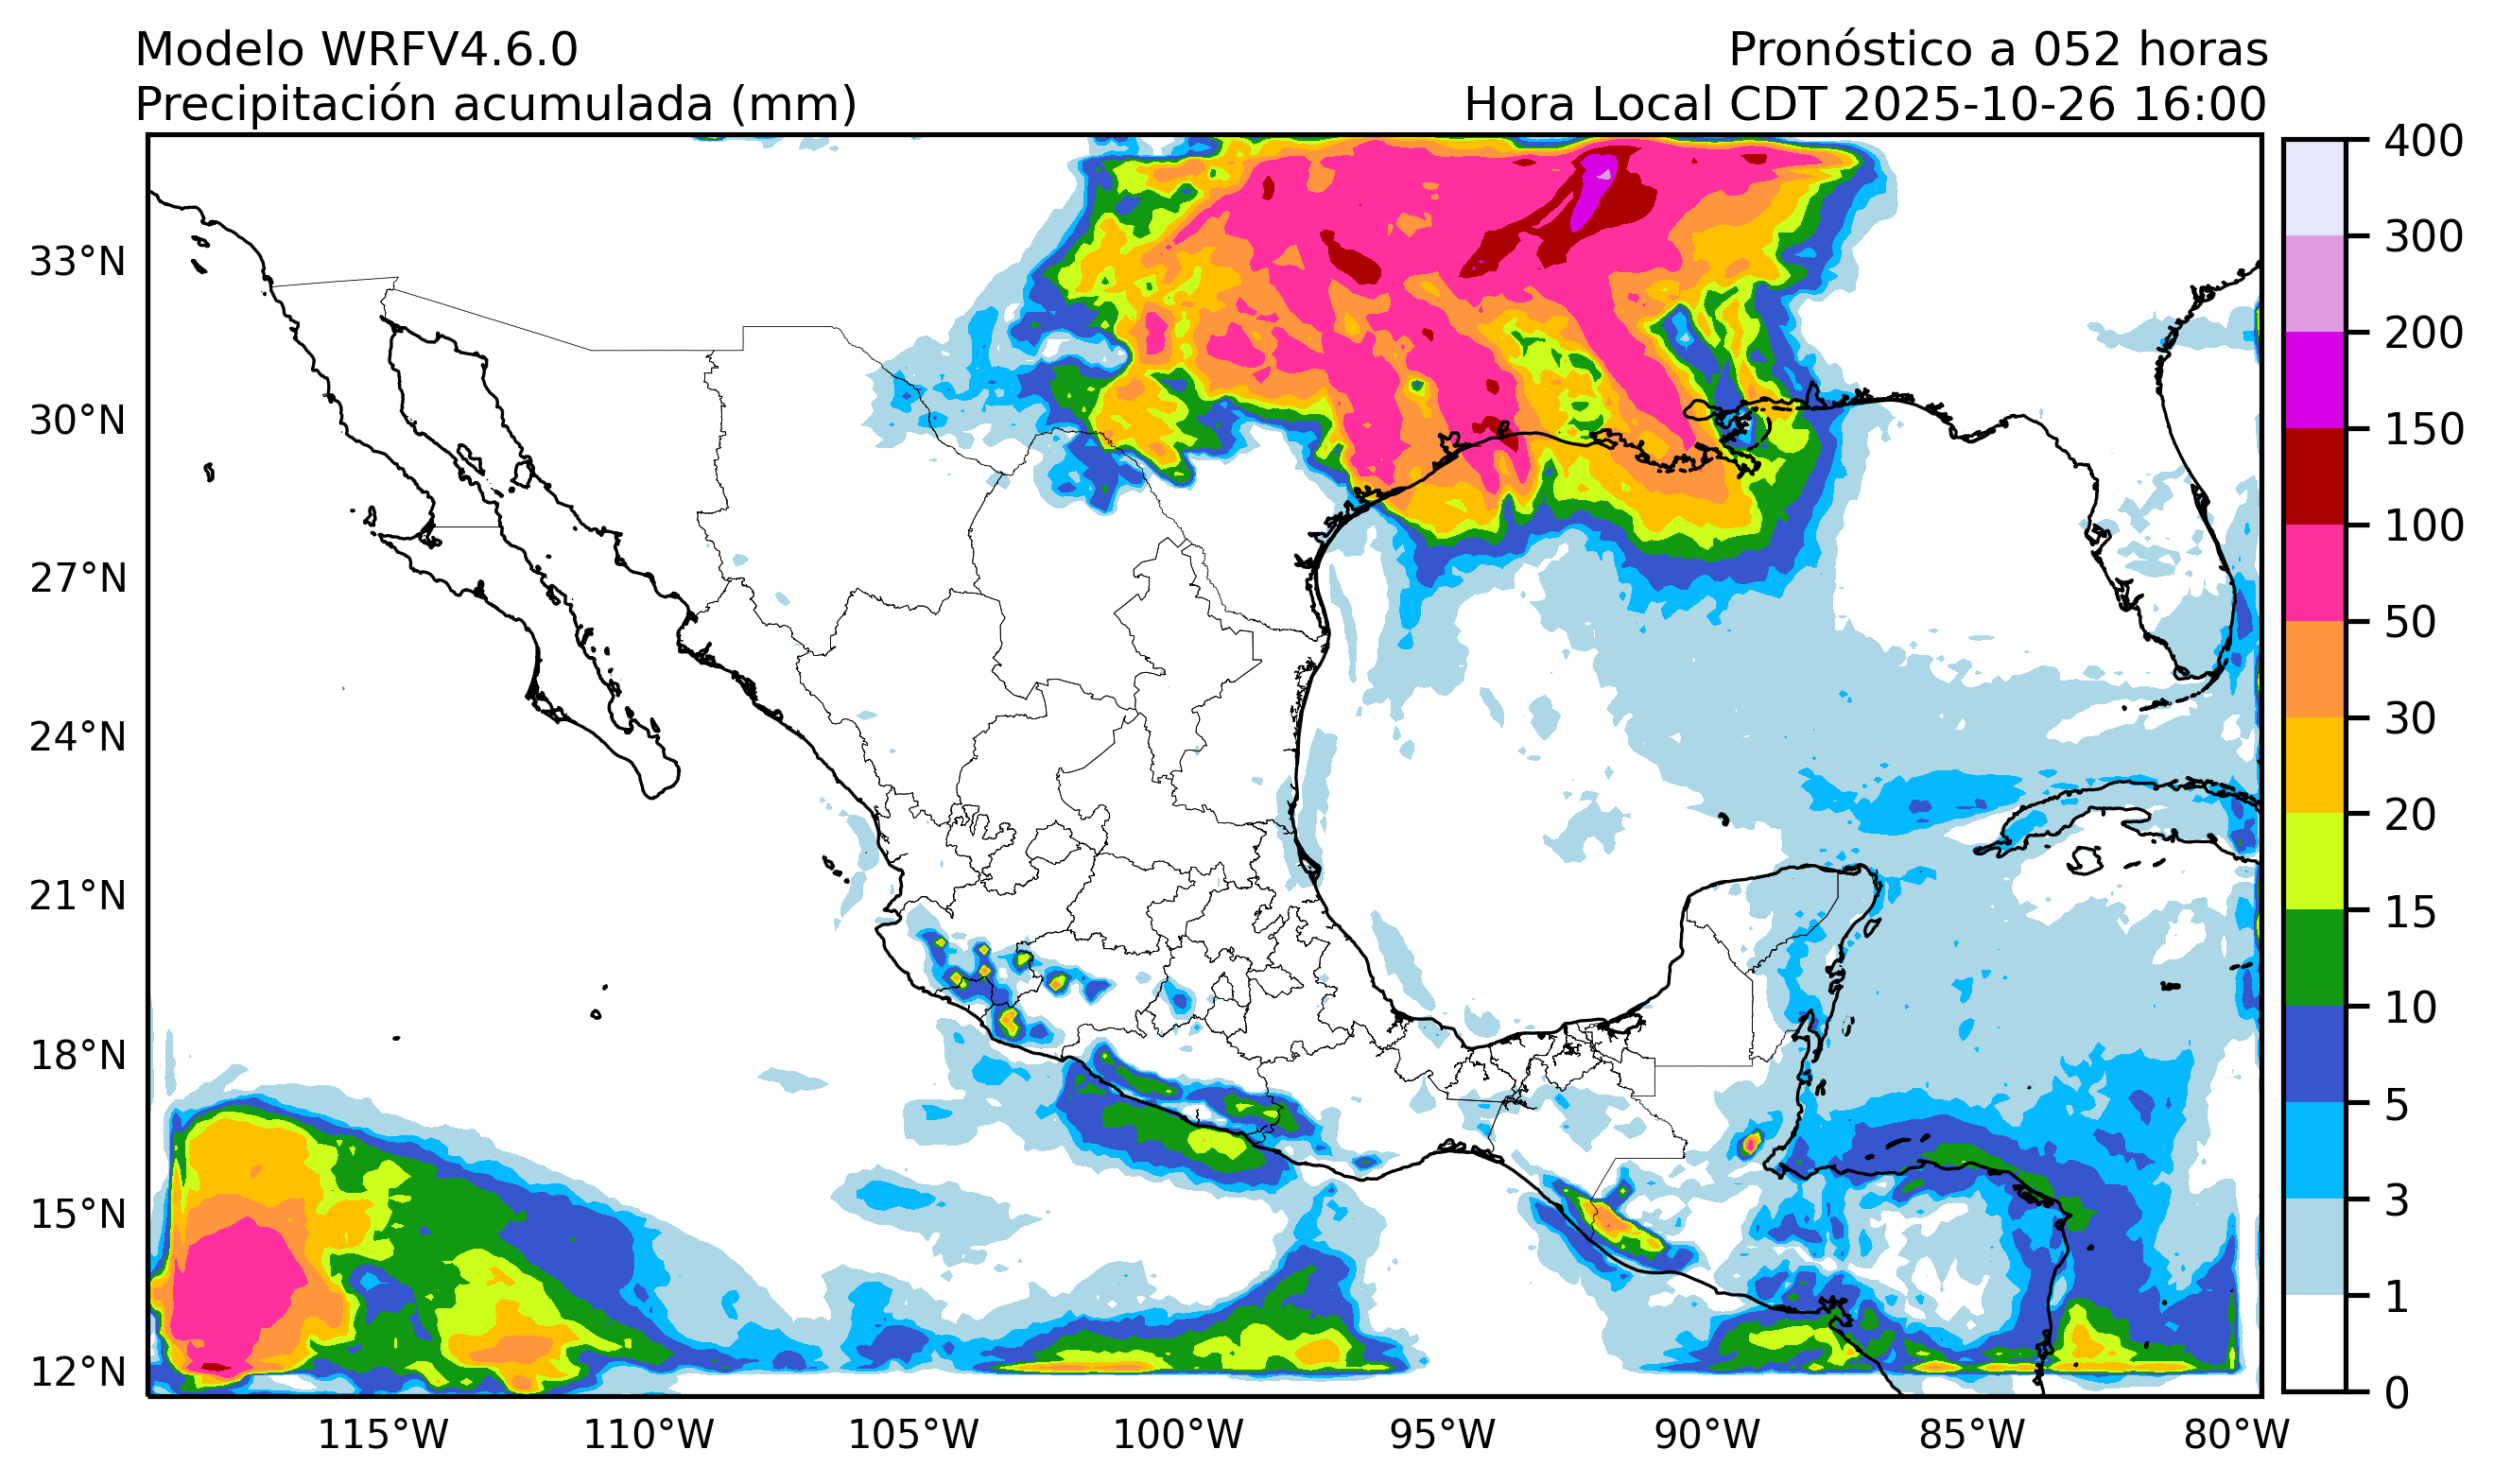 Modelo WRFV4.6.0
Precipitación acumulada (mm)
Pronóstico a 052 horas
Hora Local CDT 2025-10-26 16:00
33°N
30°N
27°N
24°N
21°N
18°N
15°N
12°N
115°W
110°W
105°W
100°W
95°W
90°W
85°W
80°W
400
300
200
150
100
50
30
20
15
10
5
3
1
0